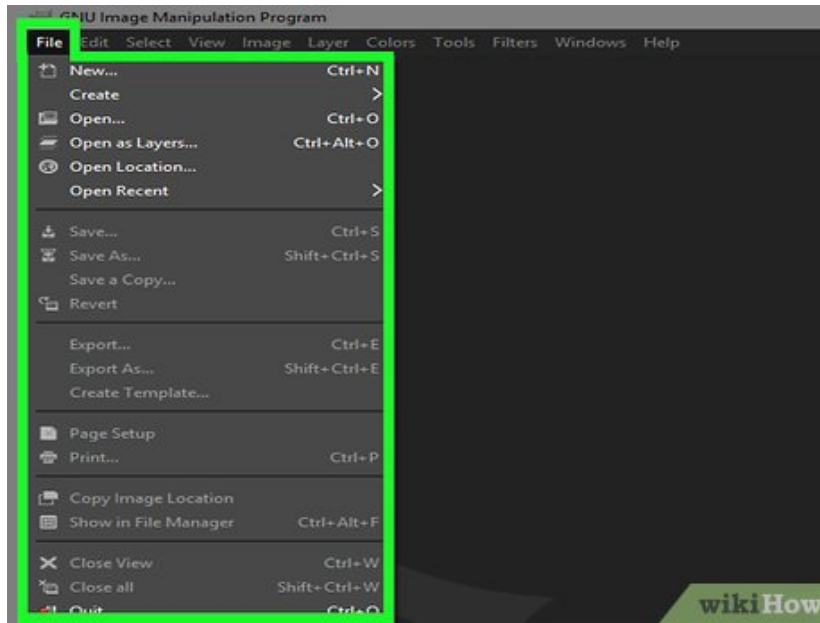 GNU Image Manipulation Program
File Edit Select View Image Layer Colors Tools Filters Windows Help
New... Ctrl+N
Create >
Open... Ctrl+O
Open as Layers... Ctrl+Alt+O
Open Location...
Open Recent >
Save... Ctrl+S
Save As... Shift+Ctrl+S
Save a Copy...
Revert
Export... Ctrl+E
Export As... Shift+Ctrl+E
Create Template...
Page Setup
Print... Ctrl+P
Copy Image Location
Show in File Manager Ctrl+Alt+F
Close View Ctrl+W
Close all Shift+Ctrl+W
Quit Ctrl+Q
wikiHow